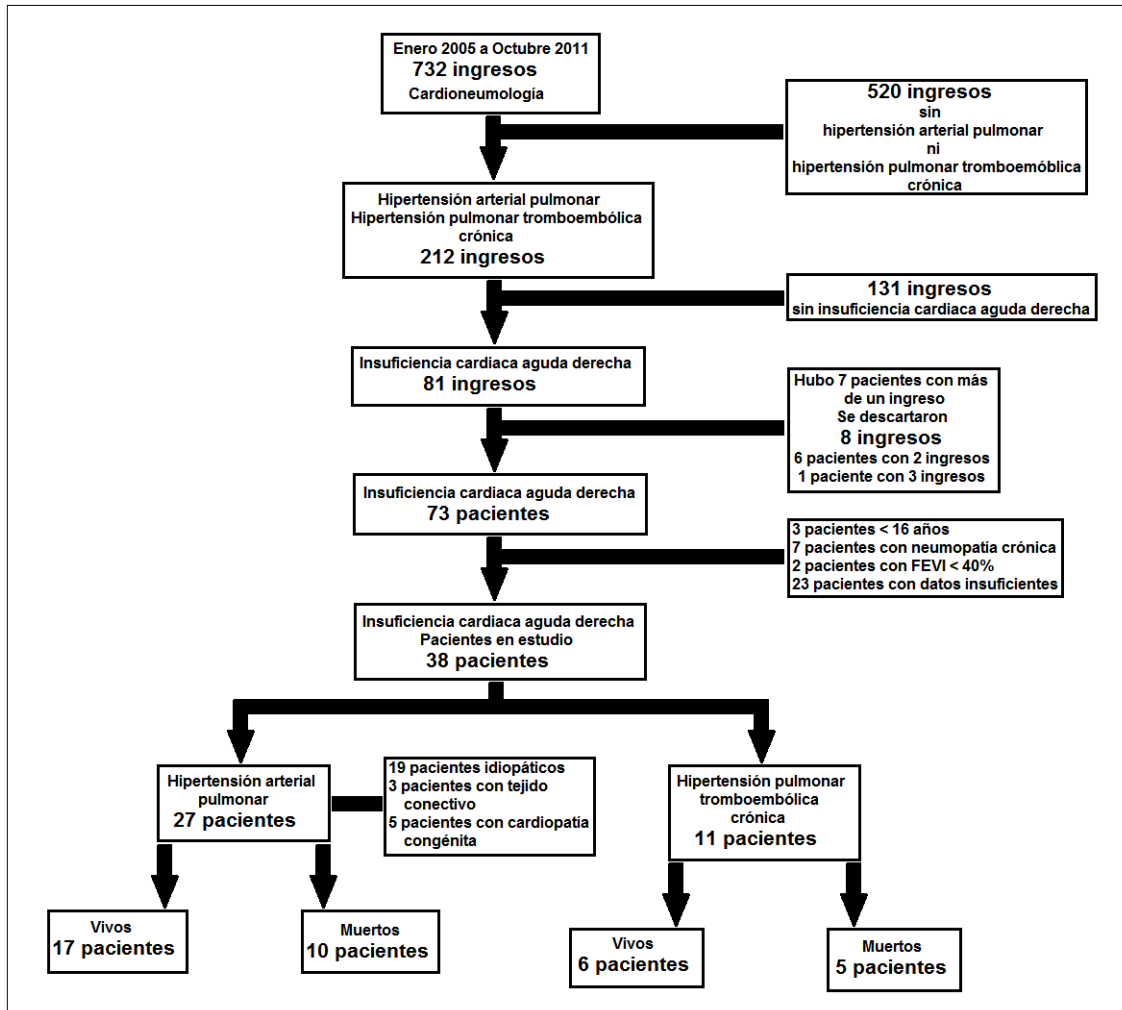 Enero 2005 a Octubre 2011
732 ingresos
Cardioneumología
520 ingresos
sin
hipertensión arterial pulmonar
ni
hipertensión pulmonar tromboemóblica
crónica
Hipertensión arterial pulmonar
Hipertensión pulmonar tromboembólica
crónica
212 ingresos
131 ingresos
sin insuficiencia cardiaca aguda derecha
Insuficiencia cardiaca aguda derecha
81 ingresos
Hubo 7 pacientes con más
de un ingreso
Se descartaron
8 ingresos
6 pacientes con 2 ingresos
1 paciente con 3 ingresos
Insuficiencia cardiaca aguda derecha
73 pacientes
3 pacientes < 16 años
7 pacientes con neumopatía crónica
2 pacientes con FEVI < 40%
23 pacientes con datos insuficientes
Insuficiencia cardiaca aguda derecha
Pacientes en estudio
38 pacientes
Hipertensión arterial
pulmonar
27 pacientes
19 pacientes idiopáticos
3 pacientes con tejido
conectivo
5 pacientes con cardiopatía
congénita
Hipertensión pulmonar
tromboembólica
crónica
11 pacientes
Vivos
17 pacientes
Muertos
10 pacientes
Vivos
6 pacientes
Muertos
5 pacientes